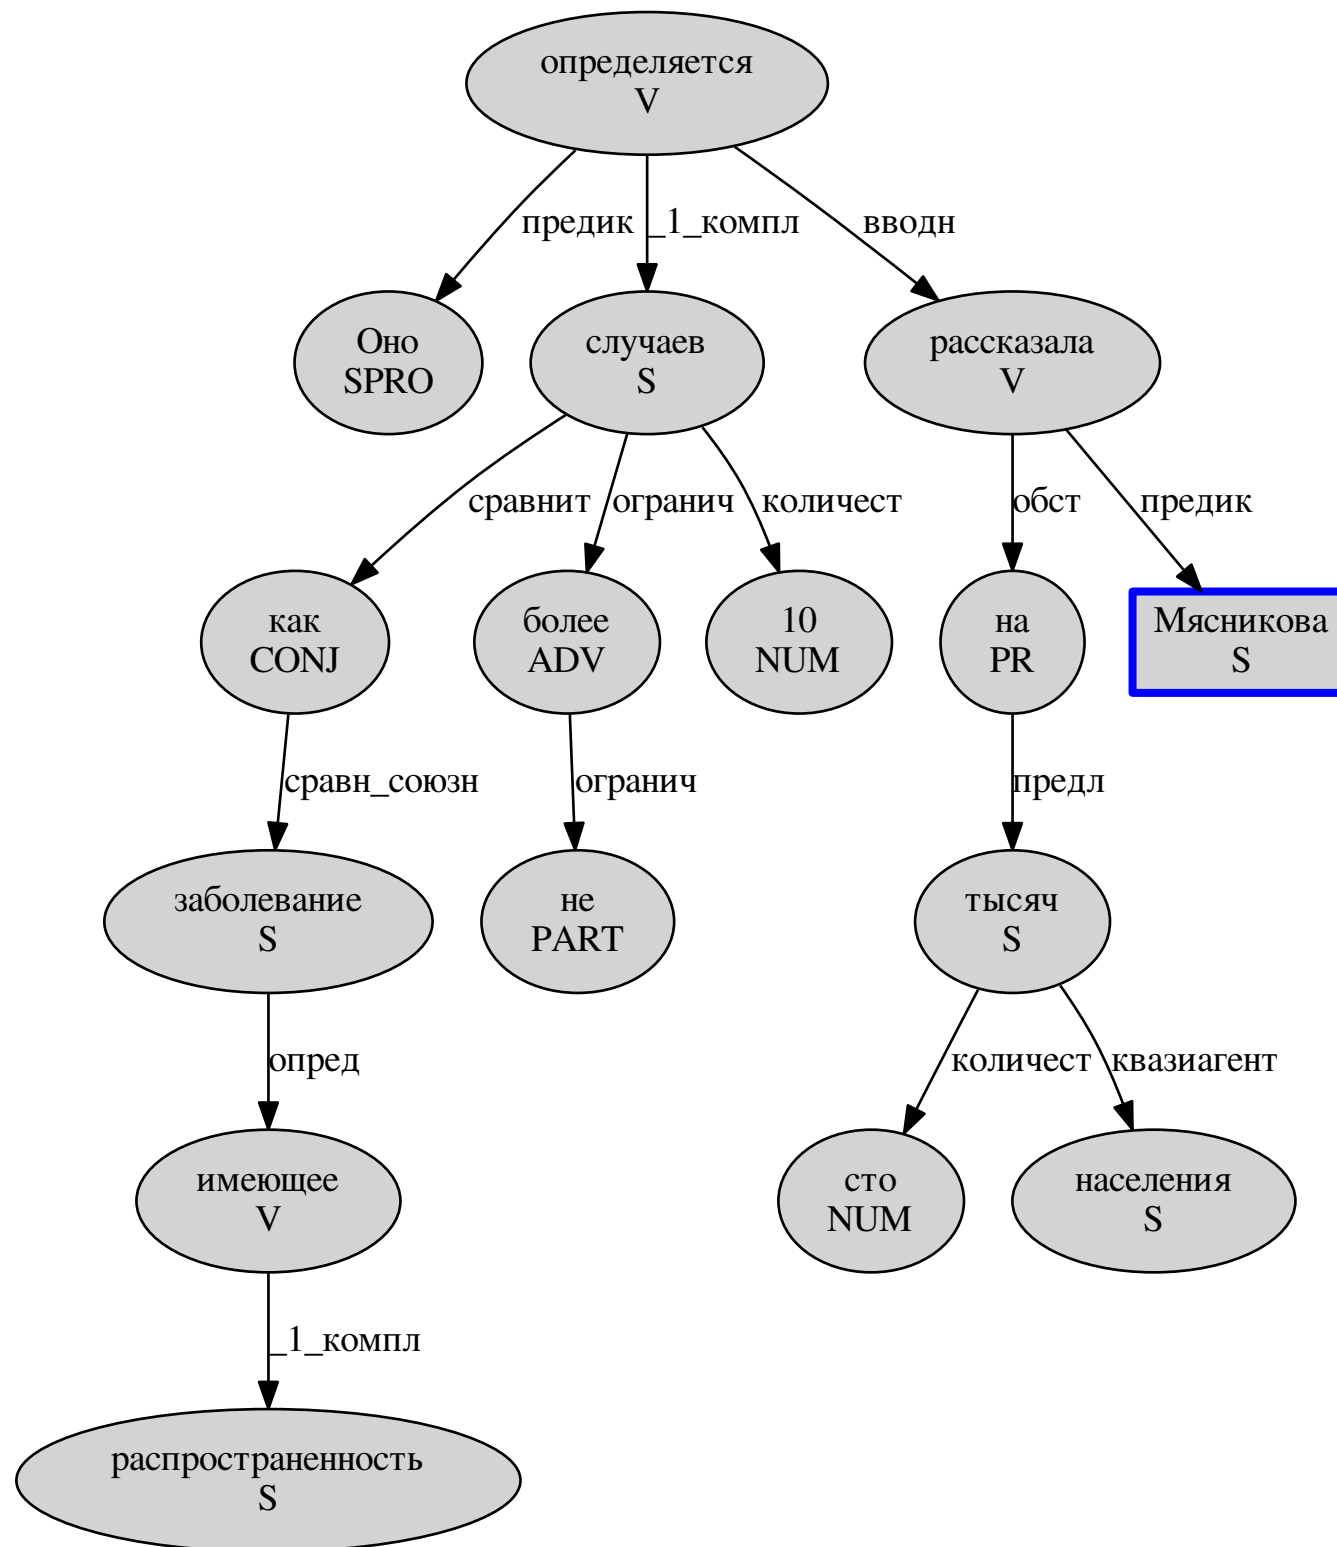 определяется
V
предик
_1_компл
вводн
Оно
SPRO
случаев
S
рассказала
V
сравнит
огранич
количест
обст
предик
как
CONJ
более
ADV
10
NUM
на
PR
Мясникова
S
сравн_союзн
огранич
предл
заболевание
S
не
PART
тысяч
S
опред
количест
квазиагент
имеющее
V
сто
NUM
населения
S
_1_компл
распространенность
S